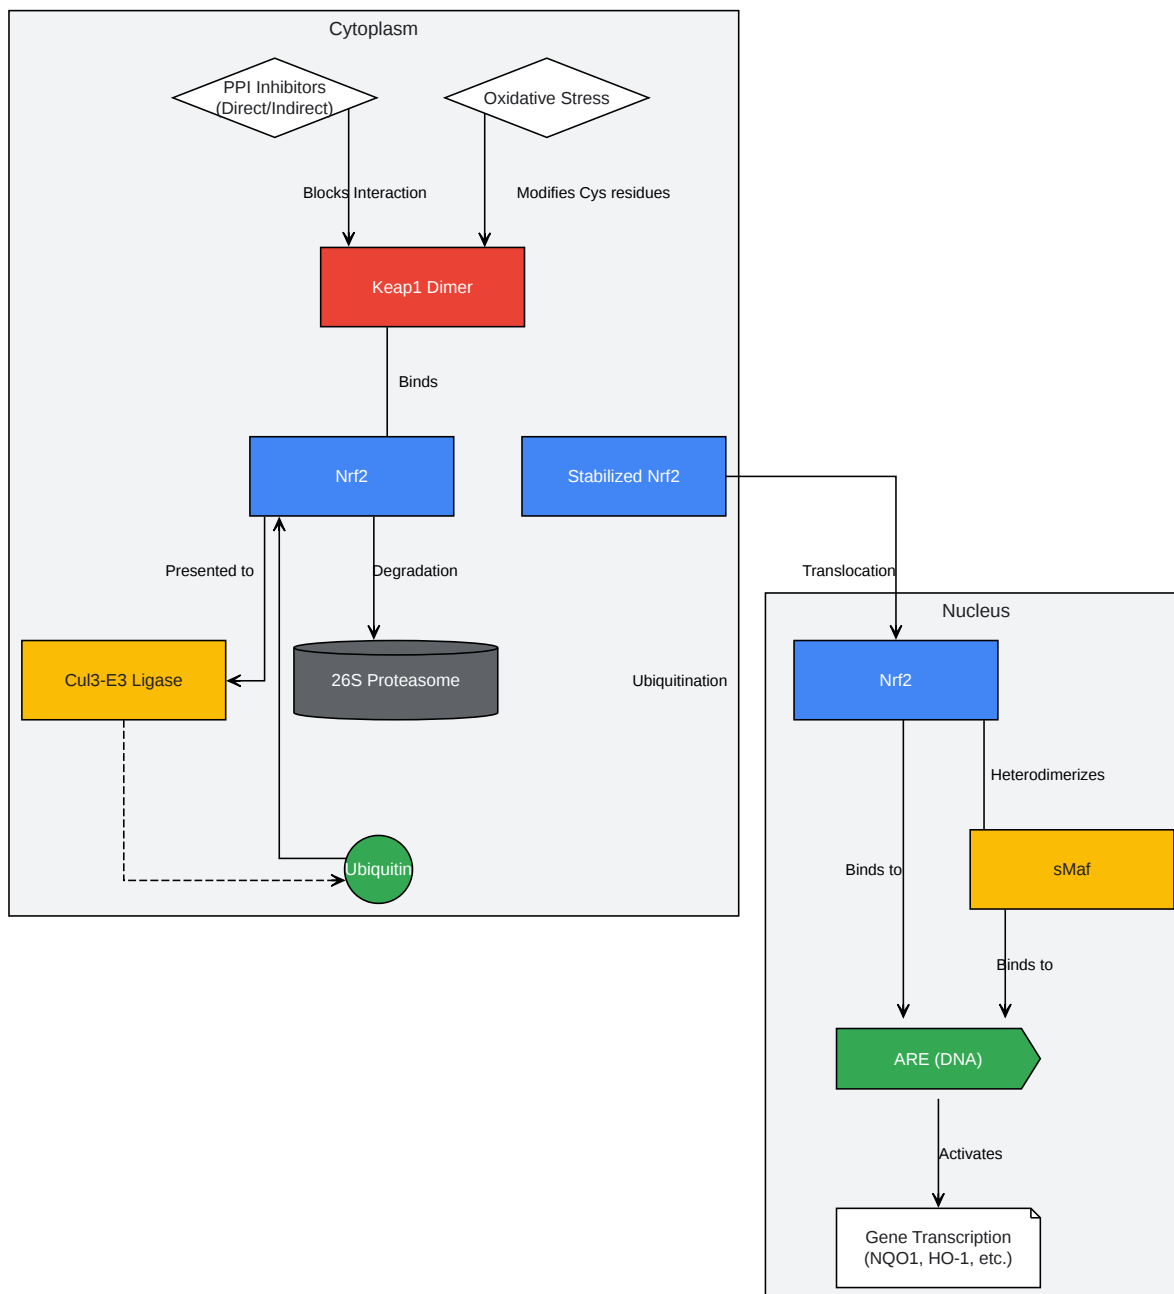 Cytoplasm
PPI Inhibitors
(Direct/Indirect)
Oxidative Stress
Blocks Interaction
Modifies Cys residues
Keap1 Dimer
Binds
Nrf2
Stabilized Nrf2
Presented to
Degradation
Translocation
Nucleus
Cul3-E3 Ligase
26S Proteasome
Ubiquitination
Nrf2
Heterodimerizes
Ubiquitin
Binds to
sMaf
Binds to
ARE (DNA)
Activates
Gene Transcription
(NQO1, HO-1, etc.)